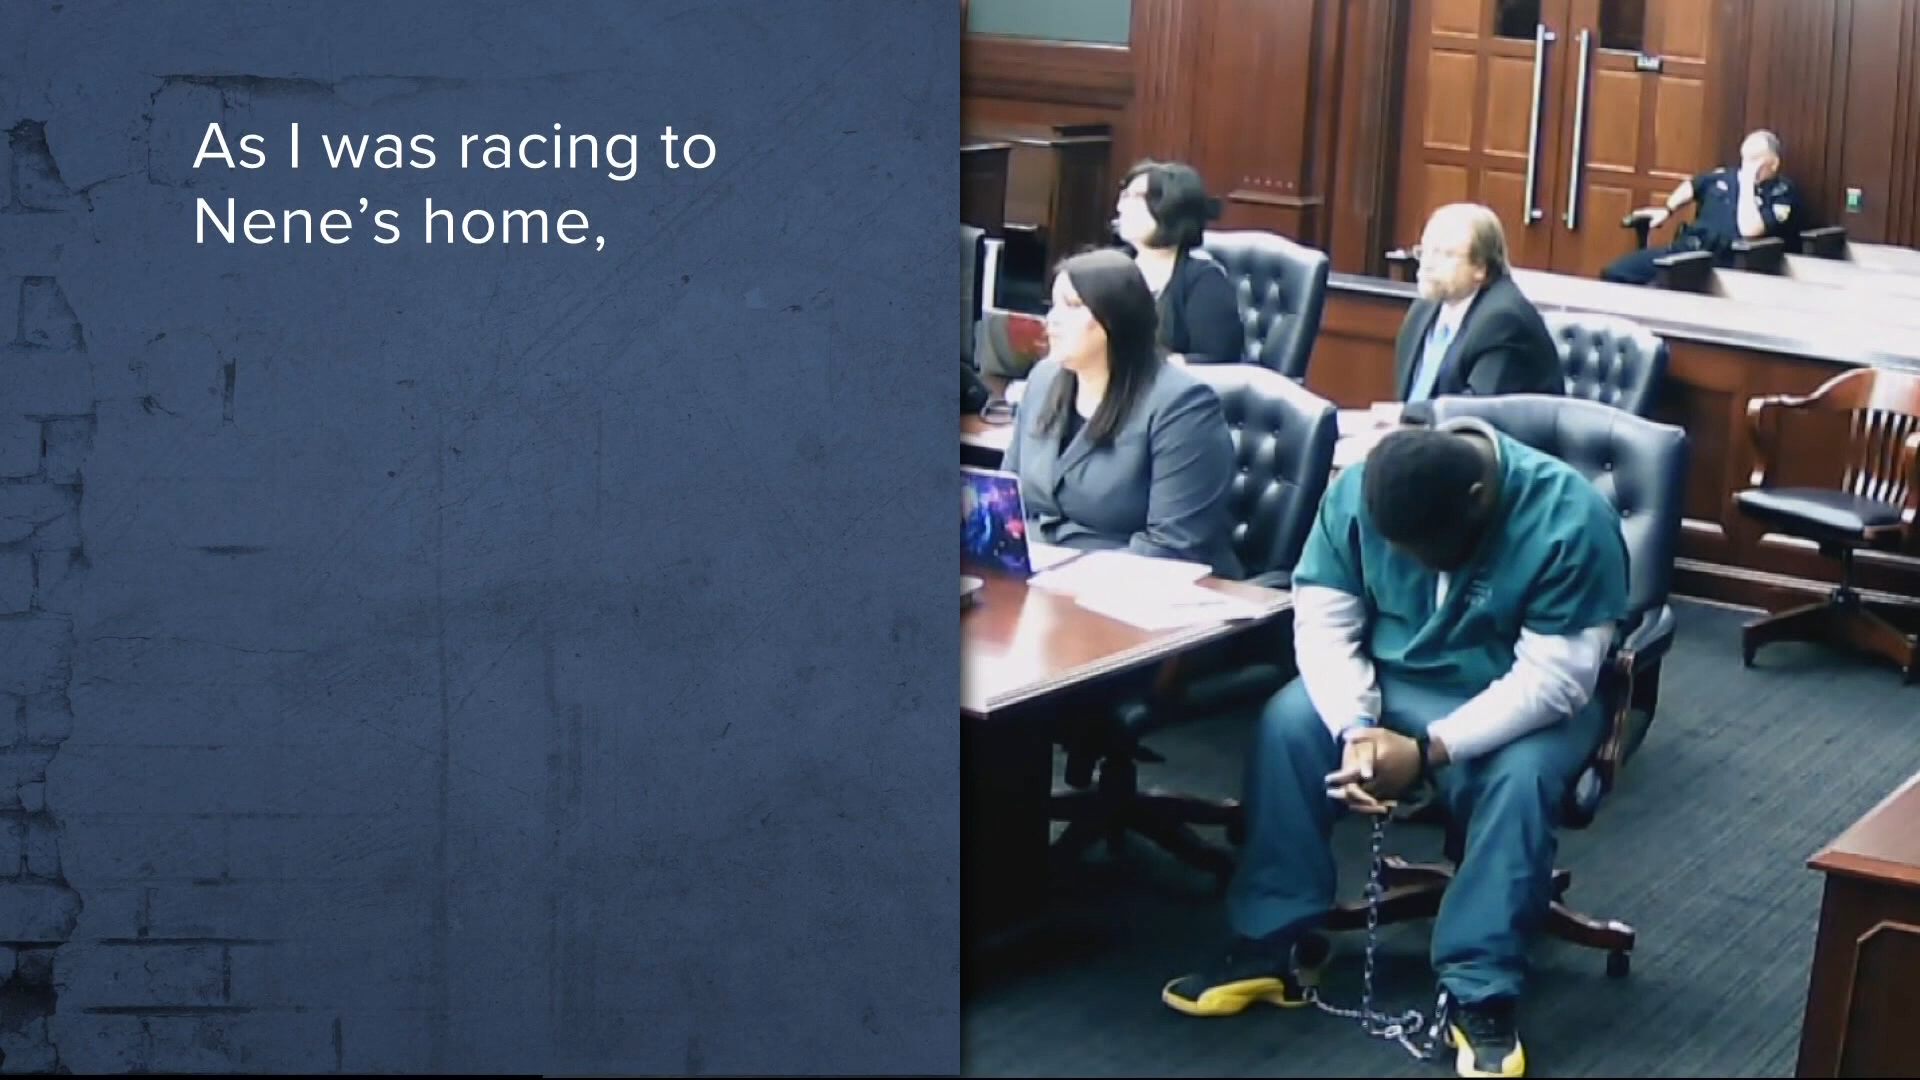 As I was racing to
Nene’s home,